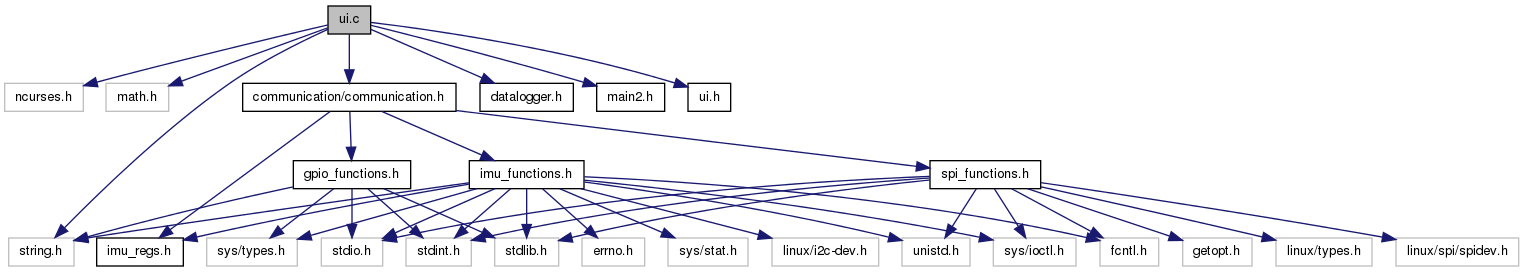 ui.c
ncurses.h
math.h
communication/communication.h
datalogger.h
main2.h
ui.h
gpio_functions.h
imu_functions.h
spi_functions.h
string.h
imu_regs.h
sys/types.h
stdio.h
stdint.h
stdlib.h
errno.h
sys/stat.h
linux/i2c-dev.h
unistd.h
sys/ioctl.h
fcntl.h
getopt.h
linux/types.h
linux/spi/spidev.h